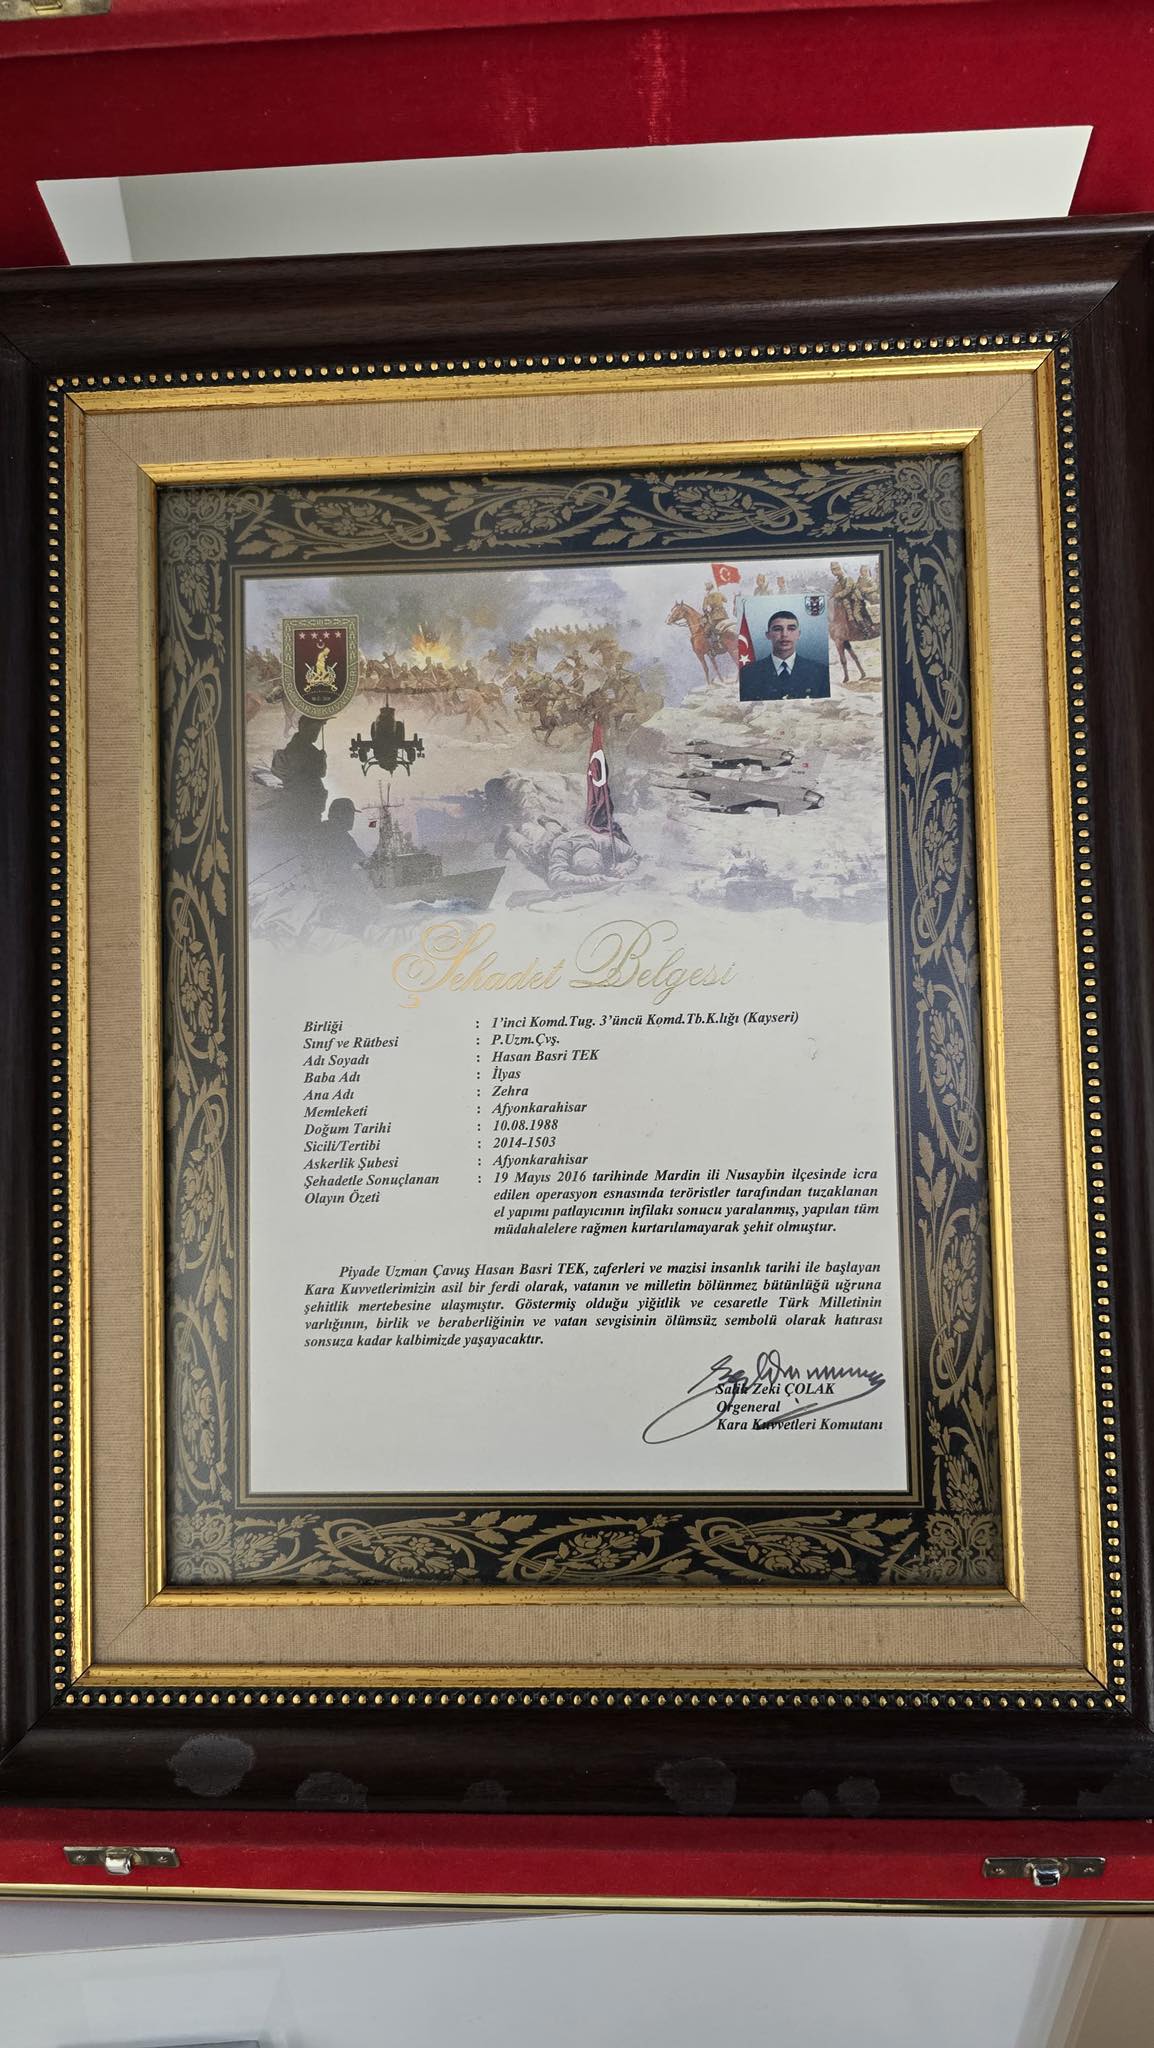 Şehadet Belgesi
Birliği : 1'inci Komd.Tug. 3'üncü Komd.Tb.K.lığı (Kayseri)
Sınıf ve Rütbesi : P.Uzm.Çvş.
Adı Soyadı : Hasan Basri TEK
Baba Adı : İlyas
Ana Adı : Zehra
Memleketi : Afyonkarahisar
Doğum Tarihi : 10.08.1988
Sicili/Tertibi : 2014-1503
Askerlik Şubesi : Afyonkarahisar
Şehadetle Sonuçlanan : 19 Mayıs 2016 tarihinde Mardin ili Nusaybin ilçesinde icra
Olayın Özeti edilen operasyon esnasında teröristler tarafından tuzaklanan
el yapımı patlayıcının infilakı sonucu yaralanmış, yapılan tüm
müdahalelere rağmen kurtarılamayarak şehit olmuştur.
Piyade Uzman Çavuş Hasan Basri TEK, zaferleri ve mazisi insanlık tarihi ile başlayan
Kara Kuvvetlerimizin asil bir ferdi olarak, vatanın ve milletin bölünmez bütünlüğü uğruna
şehitlik mertebesine ulaşmıştır. Göstermiş olduğu yiğitlik ve cesaretle Türk Milletinin
varlığının, birlik ve beraberliğinin ve vatan sevgisinin ölümsüz sembolü olarak hatırası
sonsuza kadar kalbimizde yaşayacaktır.
Salih Zeki ÇOLAK
Orgeneral
Kara Kuvvetleri Komutanı